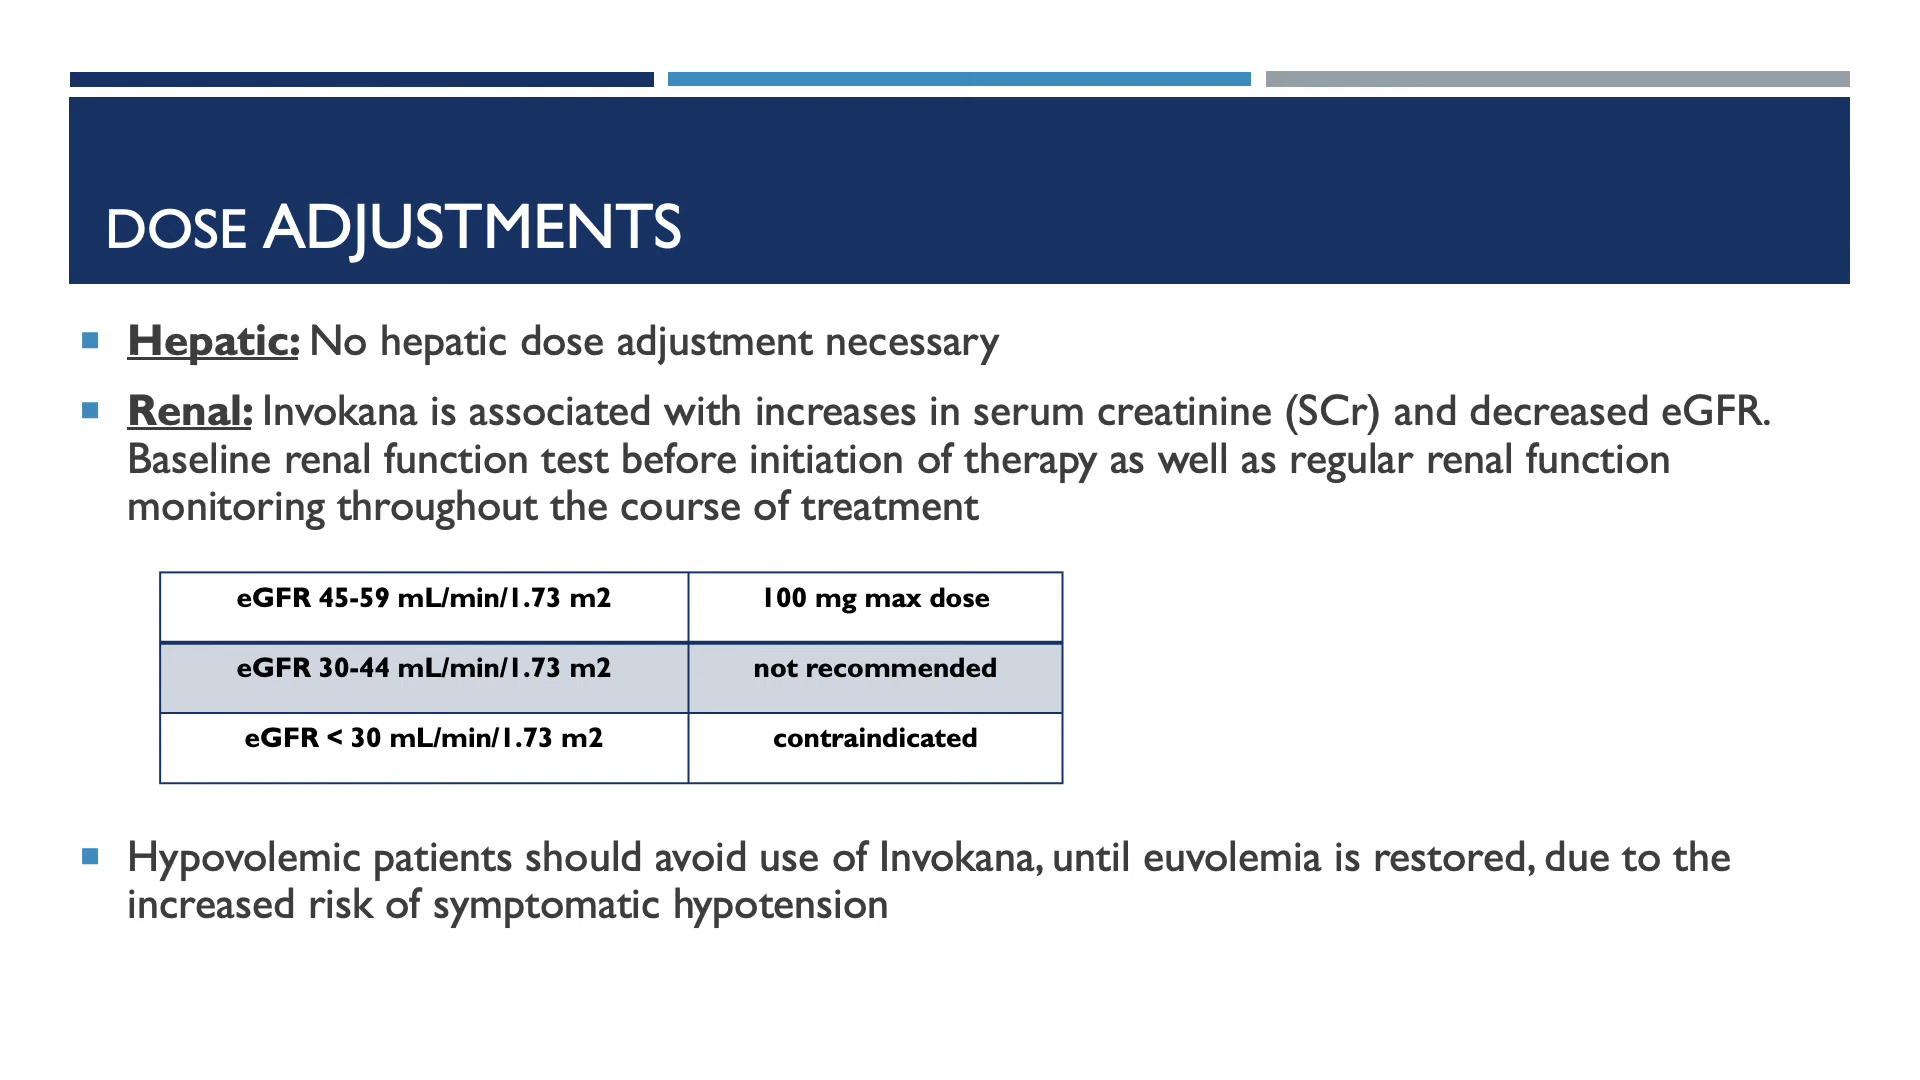 DOSE ADJUSTMENTS
Hepatic: No hepatic dose adjustment necessary
Renal: Invokana is associated with increases in serum creatinine (SCr) and decreased eGFR.
Baseline renal function test before initiation of therapy as well as regular renal function
monitoring throughout the course of treatment
eGFR 45-59 mL/min/1.73 m2 100 mg max dose
eGFR 30-44 mL/min/1.73 m2 not recommended
eGFR < 30 mL/min/1.73 m2 contraindicated
Hypovolemic patients should avoid use of Invokana, until euvolemia is restored, due to the
increased risk of symptomatic hypotension